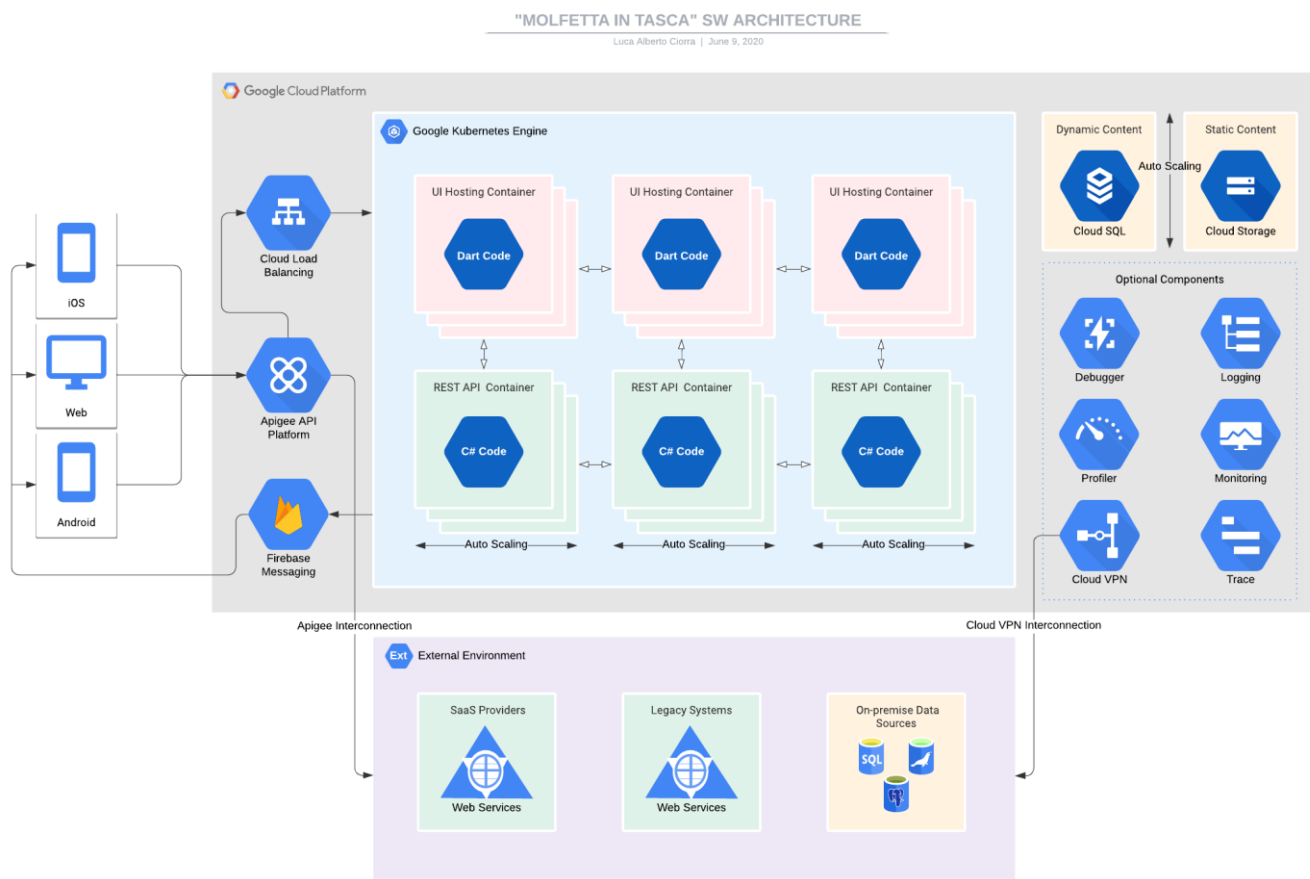 "MOLFETTA IN TASCA" SW ARCHITECTURE
Luca Alberto Ciorra | June 9, 2020
Google Cloud Platform
Google Kubernetes Engine
UI Hosting Container
Dart Code
UI Hosting Container
Dart Code
UI Hosting Container
Dart Code
REST API Container
C# Code
REST API Container
C# Code
REST API Container
C# Code
Auto Scaling
Auto Scaling
Auto Scaling
Cloud Load
Balancing
Apigee API
Platform
Firebase
Messaging
iOS
Web
Android
Dynamic Content
Cloud SQL
Auto Scaling
Static Content
Cloud Storage
Optional Components
Debugger
Logging
Profiler
Monitoring
Cloud VPN
Trace
Apigee Interconnection
Cloud VPN Interconnection
Ext
External Environment
SaaS Providers
Web Services
Legacy Systems
Web Services
On-premise Data
Sources
SQL